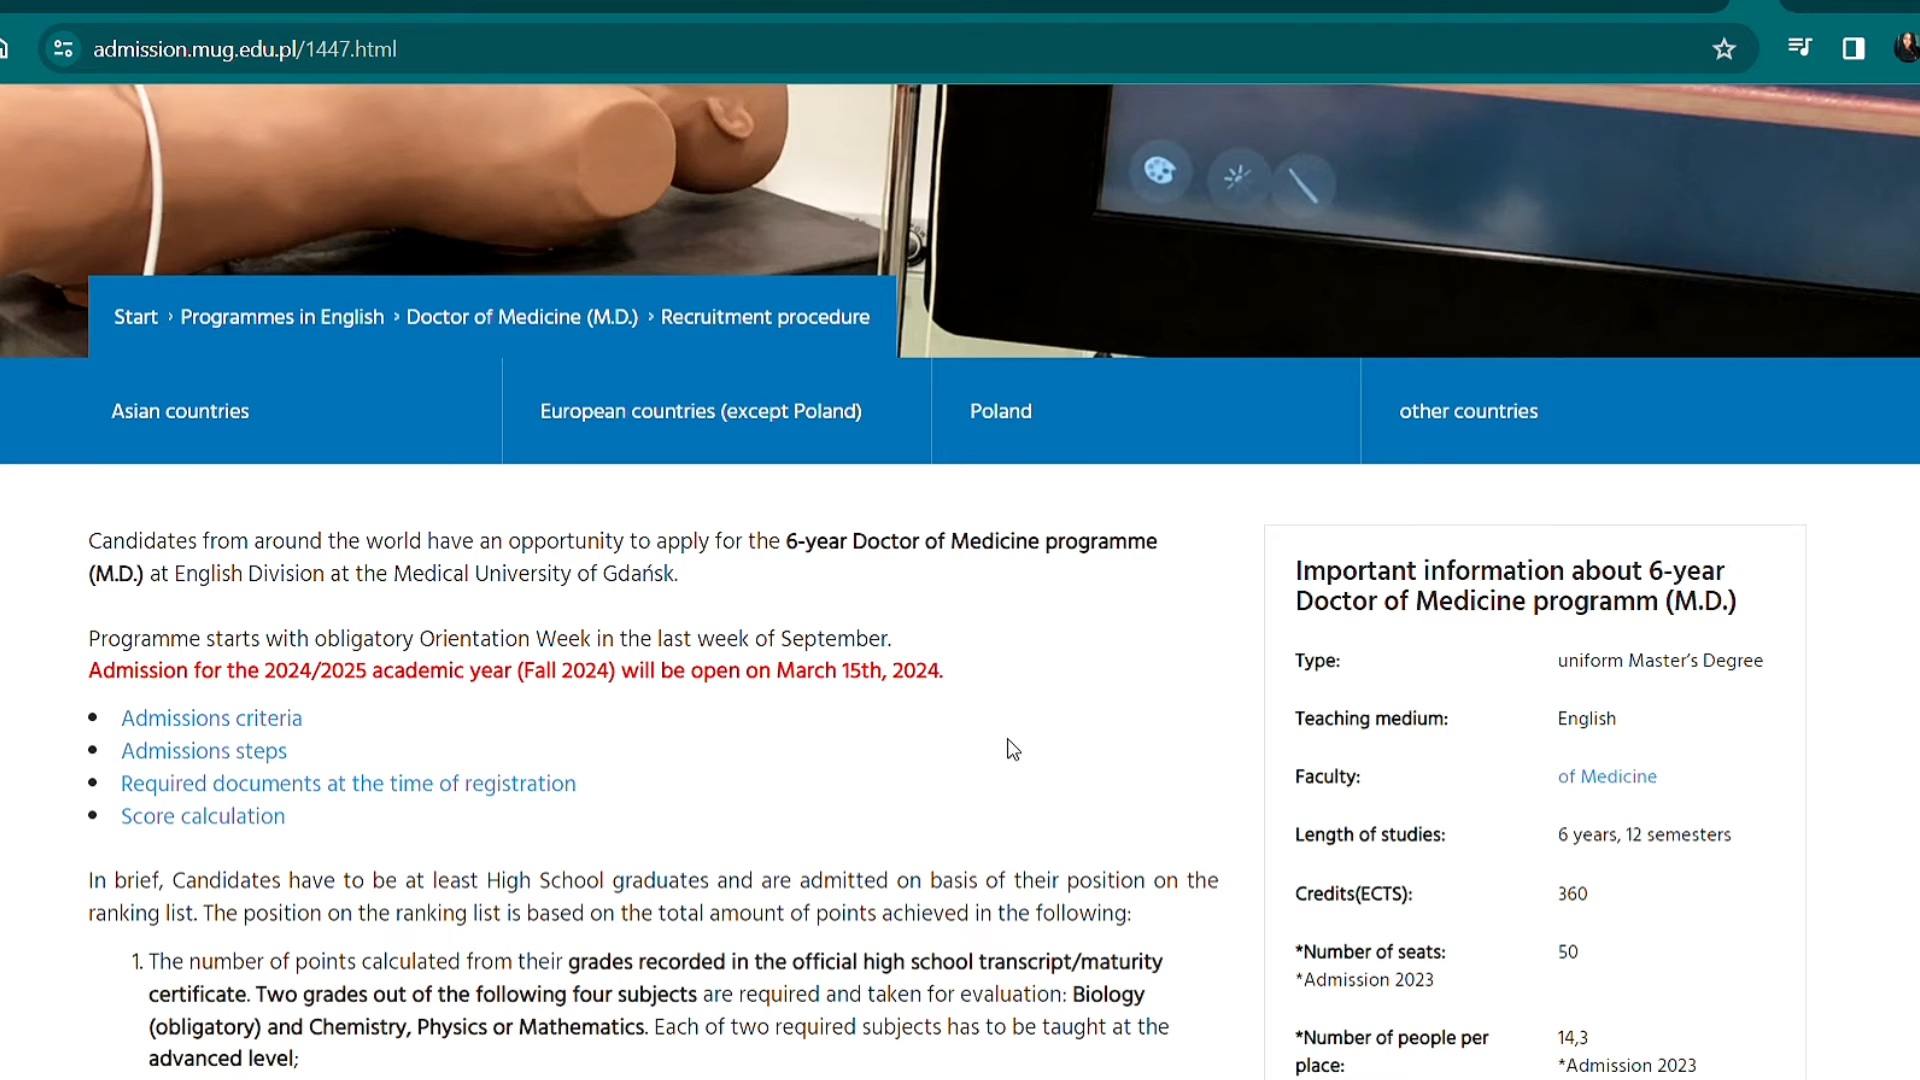 admission.mug.edu.pl/1447.html
Start › Programmes in English › Doctor of Medicine (M.D.) › Recruitment procedure
Asian countries
European countries (except Poland)
Poland
other countries
Candidates from around the world have an opportunity to apply for the 6-year Doctor of Medicine programme
(M.D.) at English Division at the Medical University of Gdańsk.
Programme starts with obligatory Orientation Week in the last week of September.
Admission for the 2024/2025 academic year (Fall 2024) will be open on March 15th, 2024.
• Admissions criteria
• Admissions steps
• Required documents at the time of registration
• Score calculation
In brief, Candidates have to be at least High School graduates and are admitted on basis of their position on the
ranking list. The position on the ranking list is based on the total amount of points achieved in the following:
1. The number of points calculated from their grades recorded in the official high school transcript/maturity
certificate. Two grades out of the following four subjects are required and taken for evaluation: Biology
(obligatory) and Chemistry, Physics or Mathematics. Each of two required subjects has to be taught at the
advanced level;
Important information about 6-year
Doctor of Medicine programm (M.D.)
Type: uniform Master's Degree
Teaching medium: English
Faculty: of Medicine
Length of studies: 6 years, 12 semesters
Credits(ECTS): 360
*Number of seats: 50
*Admission 2023
*Number of people per 14,3
place: *Admission 2023